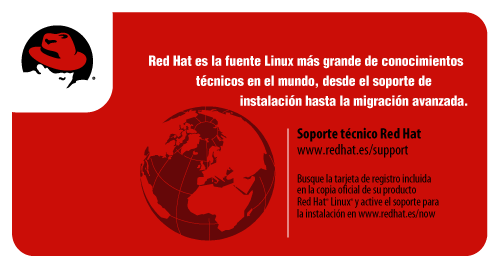 Red Hat es la fuente Linux más grande de conocimientos
técnicos en el mundo, desde el soporte de
instalación hasta la migración avanzada.
Soporte técnico Red Hat
www.redhat.es/support
Busque la tarjeta de registro incluida
en la copia oficial de su producto
Red Hat® Linux® y active el soporte para
la instalación en www.redhat.es/now